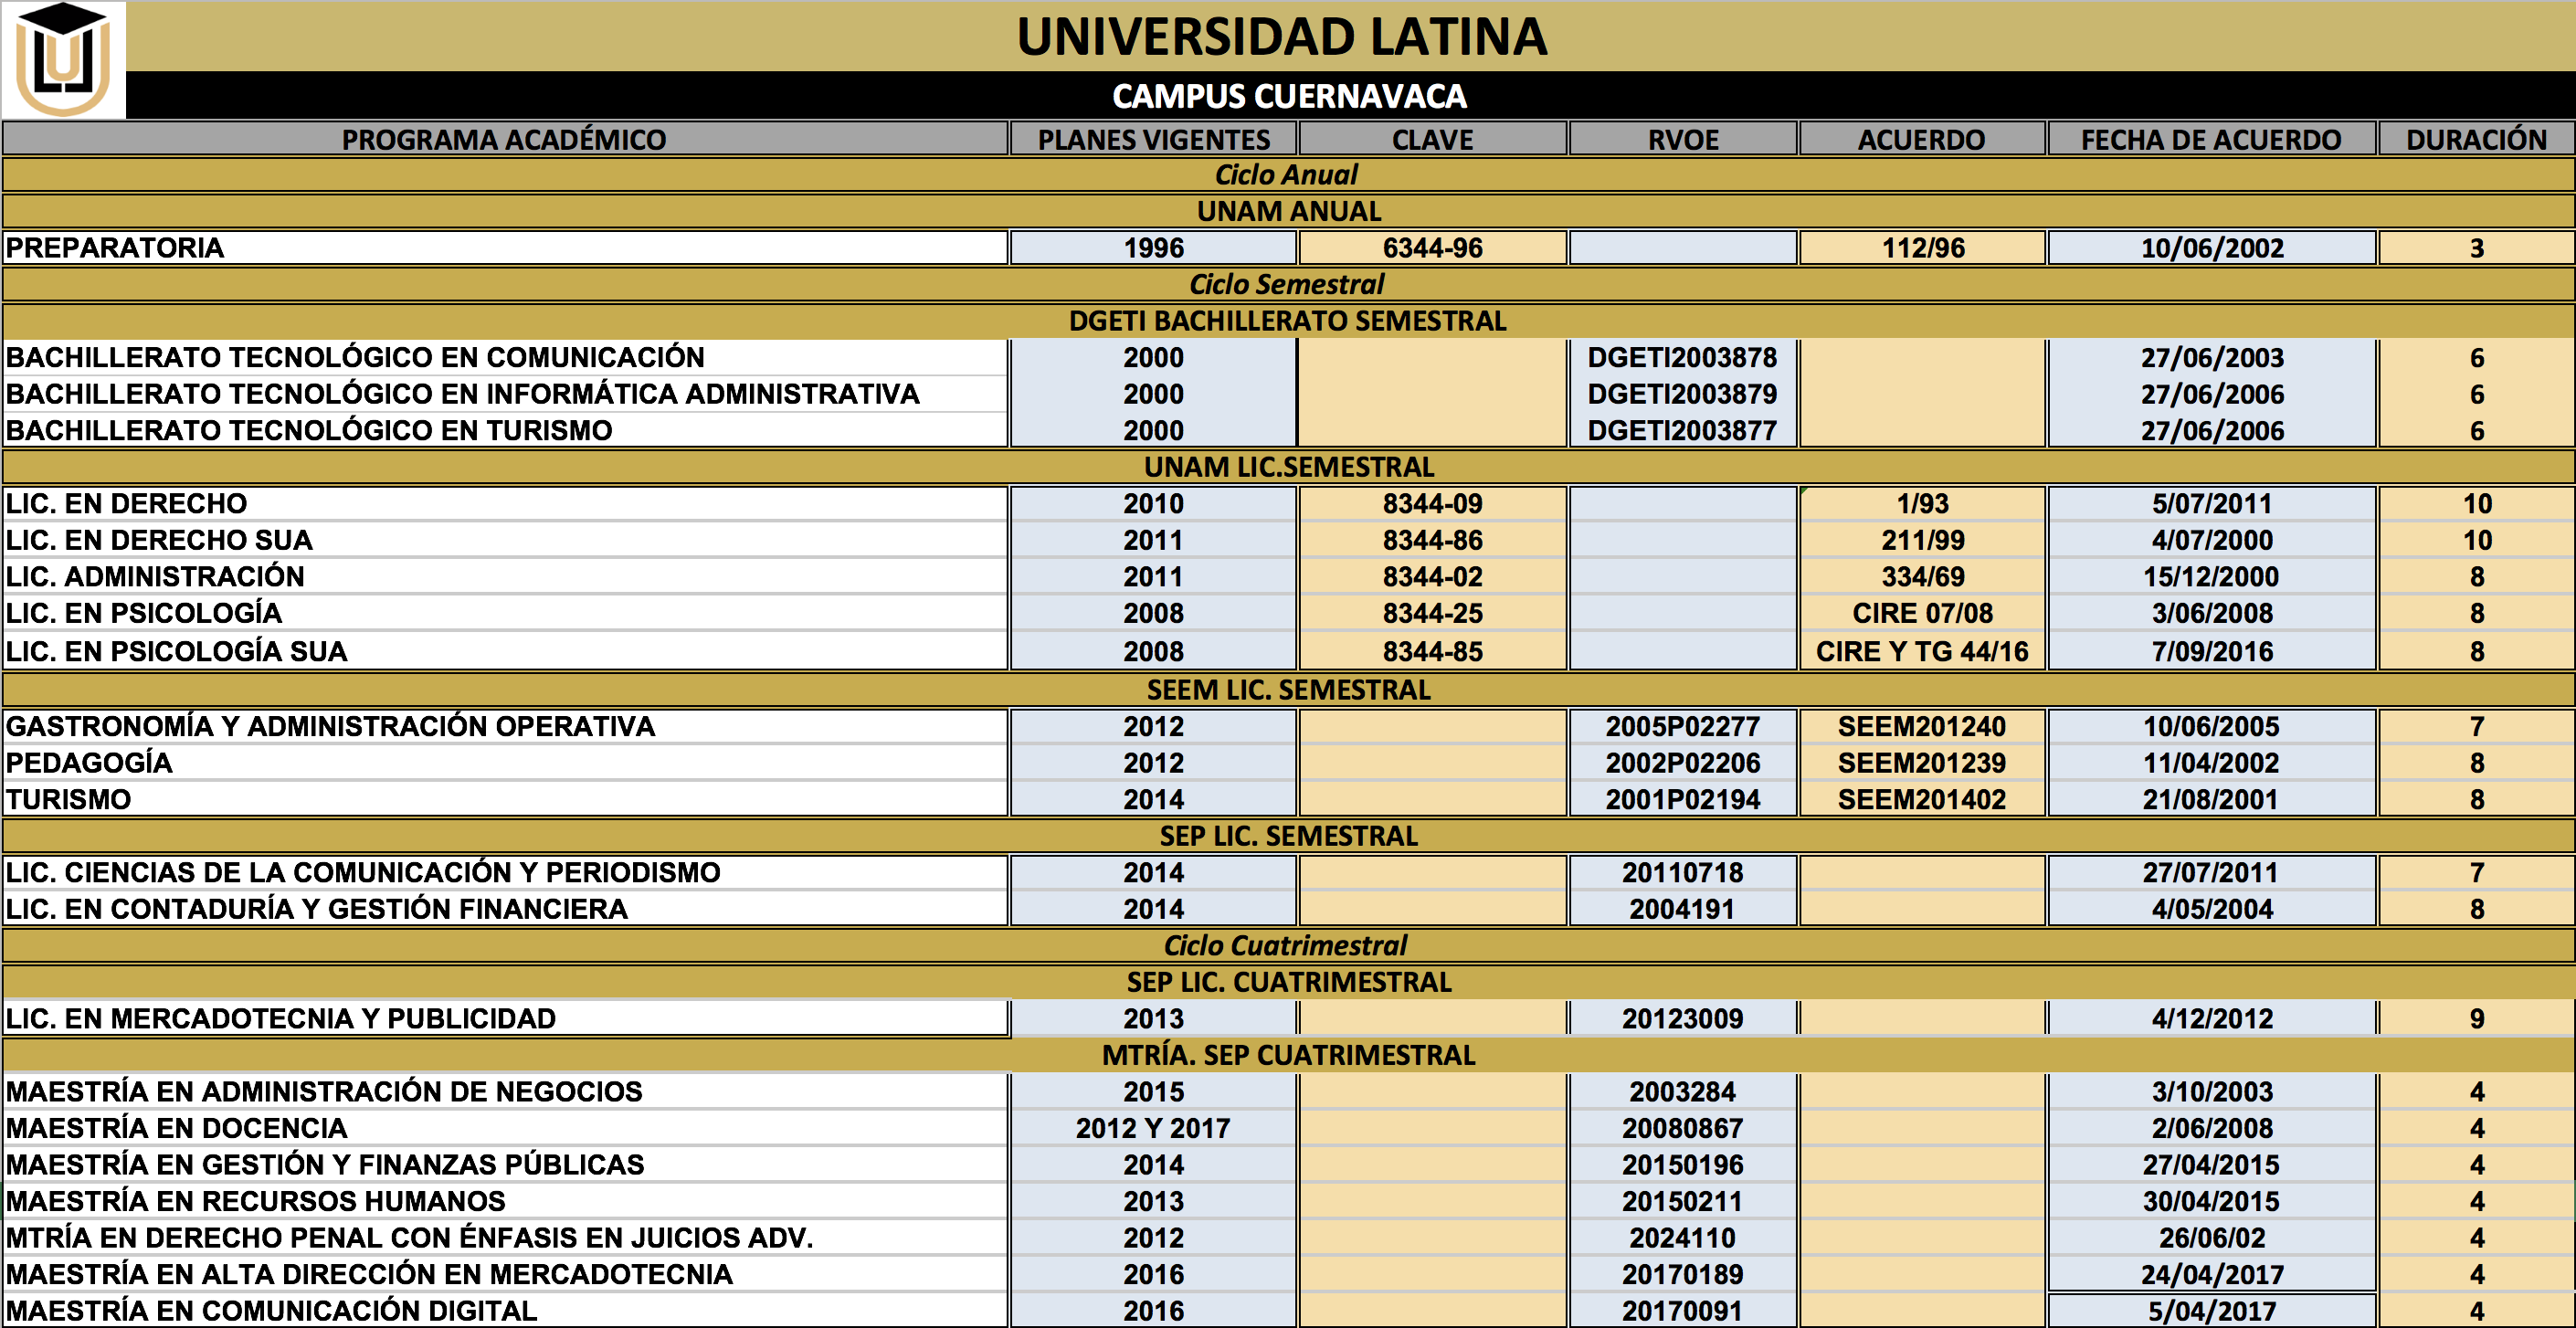 UNIVERSIDAD LATINA
CAMPUS CUERNAVACA
PROGRAMA ACADÉMICO PLANES VIGENTES CLAVE RVOE ACUERDO FECHA DE ACUERDO DURACIÓN
Ciclo Anual
UNAM ANUAL
PREPARATORIA 1996 6344-96 112/96 10/06/2002 3
Ciclo Semestral
DGETI BACHILLERATO SEMESTRAL
BACHILLERATO TECNOLÓGICO EN COMUNICACIÓN 2000 DGETI2003878 27/06/2003 6
BACHILLERATO TECNOLÓGICO EN INFORMÁTICA ADMINISTRATIVA 2000 DGETI2003879 27/06/2006 6
BACHILLERATO TECNOLÓGICO EN TURISMO 2000 DGETI2003877 27/06/2006 6
UNAM LIC.SEMESTRAL
LIC. EN DERECHO 2010 8344-09 1/93 5/07/2011 10
LIC. EN DERECHO SUA 2011 8344-86 211/99 4/07/2000 10
LIC. ADMINISTRACIÓN 2011 8344-02 334/69 15/12/2000 8
LIC. EN PSICOLOGÍA 2008 8344-25 CIRE 07/08 3/06/2008 8
LIC. EN PSICOLOGÍA SUA 2008 8344-85 CIRE Y TG 44/16 7/09/2016 8
SEEM LIC. SEMESTRAL
GASTRONOMÍA Y ADMINISTRACIÓN OPERATIVA 2012 2005P02277 SEEM201240 10/06/2005 7
PEDAGOGÍA 2012 2002P02206 SEEM201239 11/04/2002 8
TURISMO 2014 2001P02194 SEEM201402 21/08/2001 8
SEP LIC. SEMESTRAL
LIC. CIENCIAS DE LA COMUNICACIÓN Y PERIODISMO 2014 20110718 27/07/2011 7
LIC. EN CONTADURÍA Y GESTIÓN FINANCIERA 2014 2004191 4/05/2004 8
Ciclo Cuatrimestral
SEP LIC. CUATRIMESTRAL
LIC. EN MERCADOTECNIA Y PUBLICIDAD 2013 20123009 4/12/2012 9
MTRÍA. SEP CUATRIMESTRAL
MAESTRÍA EN ADMINISTRACIÓN DE NEGOCIOS 2015 2003284 3/10/2003 4
MAESTRÍA EN DOCENCIA 2012 Y 2017 20080867 2/06/2008 4
MAESTRÍA EN GESTIÓN Y FINANZAS PÚBLICAS 2014 20150196 27/04/2015 4
MAESTRÍA EN RECURSOS HUMANOS 2013 20150211 30/04/2015 4
MTRÍA EN DERECHO PENAL CON ÉNFASIS EN JUICIOS ADV. 2012 2024110 26/06/02 4
MAESTRÍA EN ALTA DIRECCIÓN EN MERCADOTECNIA 2016 20170189 24/04/2017 4
MAESTRÍA EN COMUNICACIÓN DIGITAL 2016 20170091 5/04/2017 4